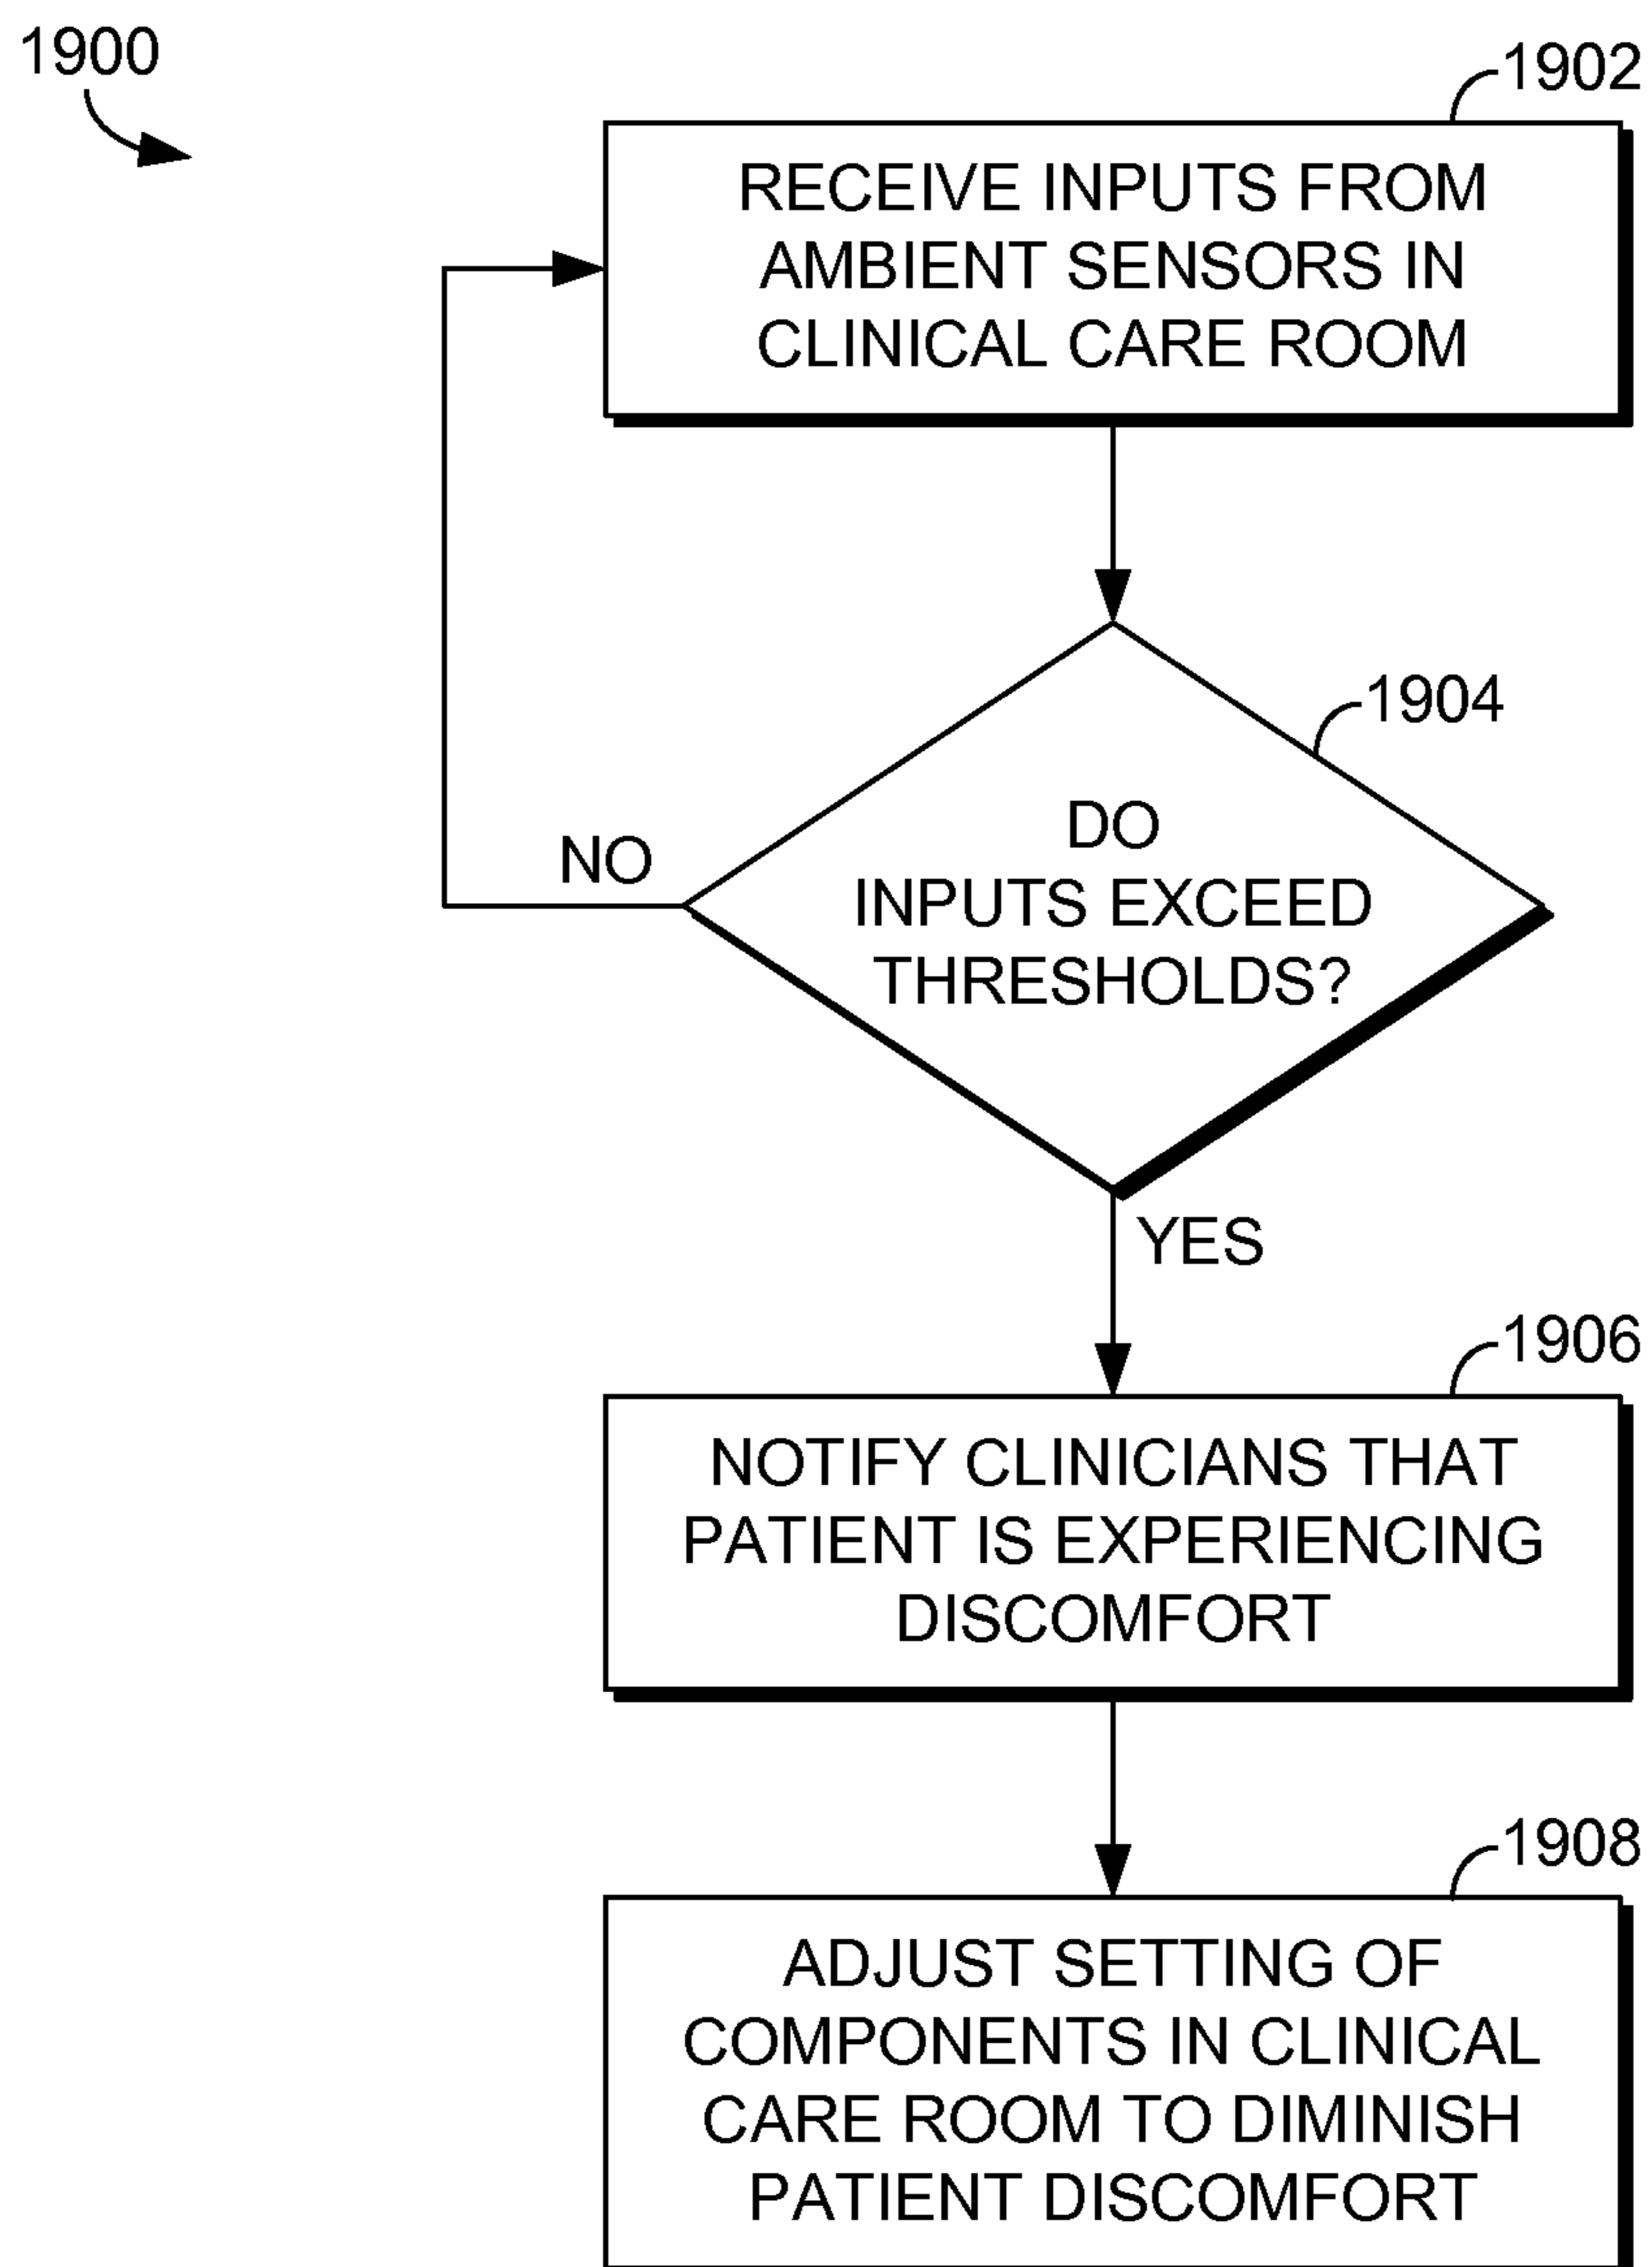 1900
1902
RECEIVE INPUTS FROM
AMBIENT SENSORS IN
CLINICAL CARE ROOM
1904
DO
INPUTS EXCEED
THRESHOLDS?
NO
YES
1906
NOTIFY CLINICIANS THAT
PATIENT IS EXPERIENCING
DISCOMFORT
1908
ADJUST SETTING OF
COMPONENTS IN CLINICAL
CARE ROOM TO DIMINISH
PATIENT DISCOMFORT